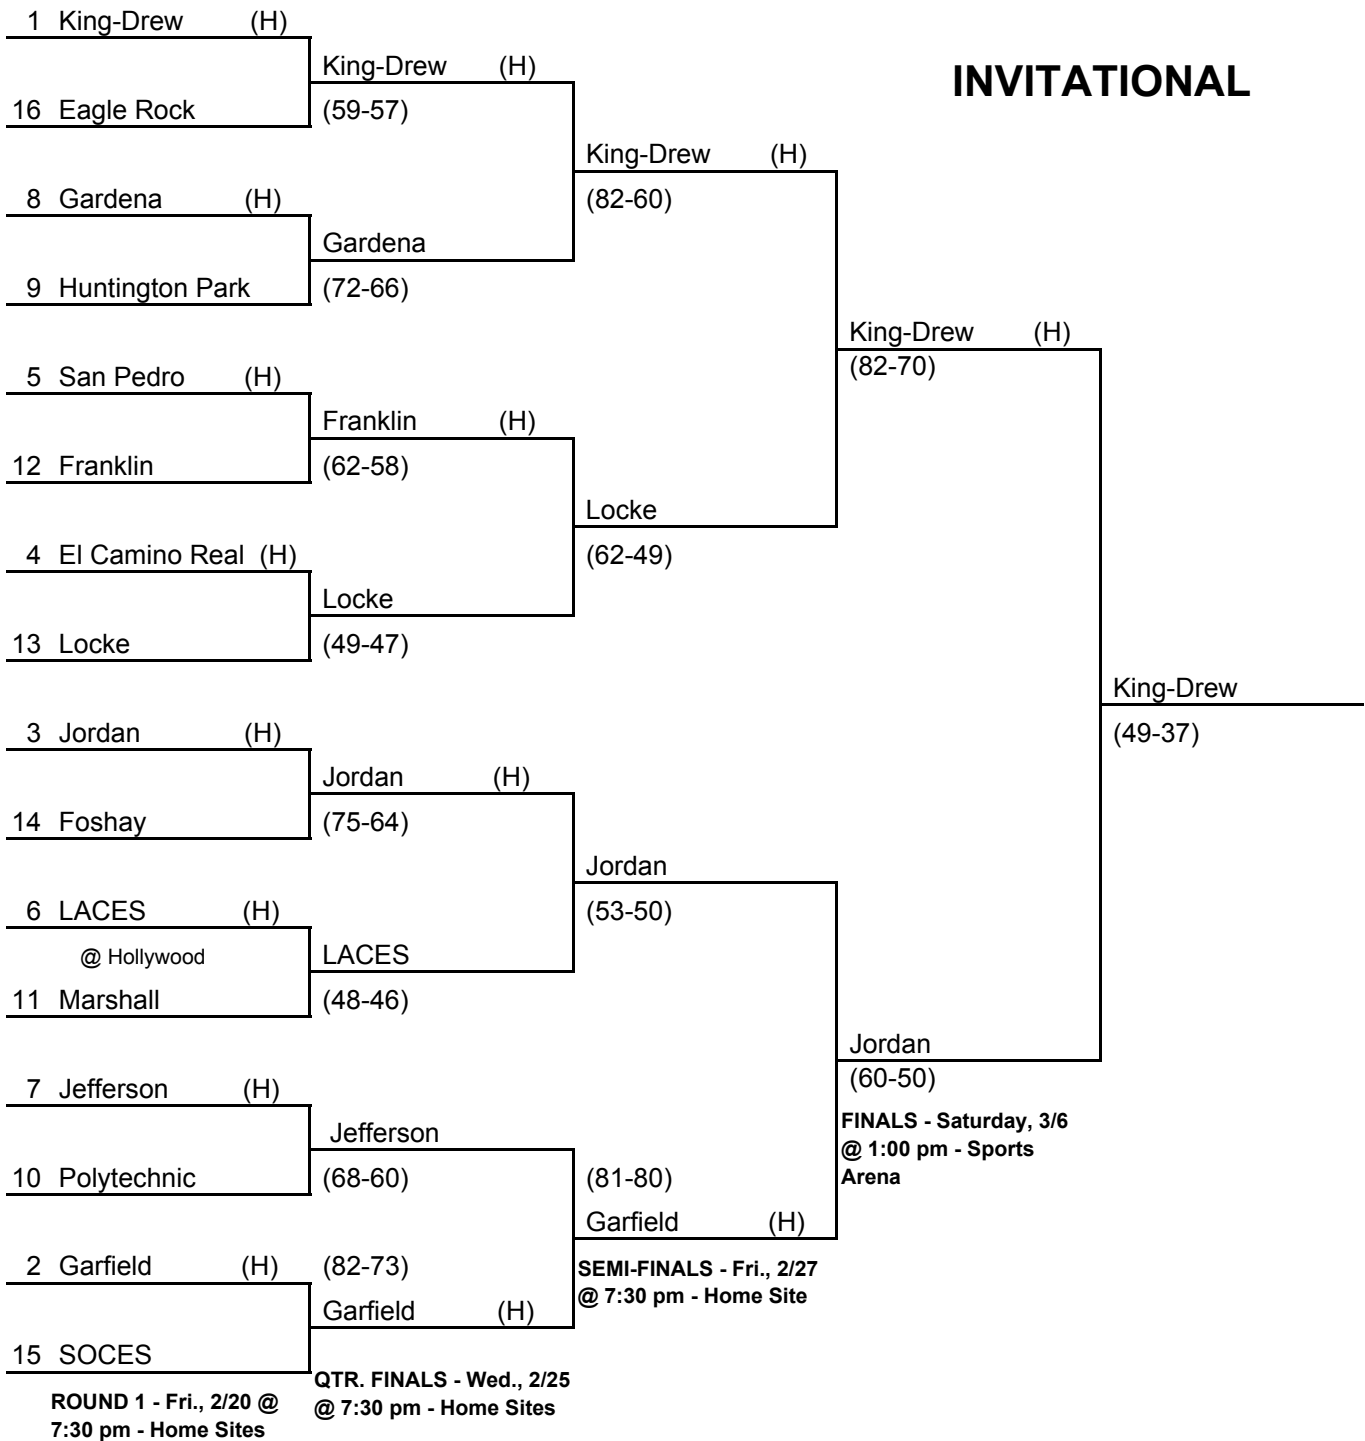 1 King-Drew (H)
King-Drew (H)
INVITATIONAL
16 Eagle Rock
(59-57)
King-Drew (H)
8 Gardena (H)
(82-60)
Gardena
9 Huntington Park
(72-66)
King-Drew (H)
5 San Pedro (H)
(82-70)
Franklin (H)
12 Franklin
(62-58)
Locke
4 El Camino Real (H)
(62-49)
Locke
13 Locke
(49-47)
King-Drew
3 Jordan (H)
(49-37)
Jordan (H)
14 Foshay
(75-64)
Jordan
6 LACES (H)
(53-50)
@ Hollywood
LACES
11 Marshall
(48-46)
Jordan
7 Jefferson (H)
(60-50)
FINALS - Saturday, 3/6
@ 1:00 pm - Sports
Arena
Jefferson
10 Polytechnic
(68-60)
(81-80)
Garfield (H)
2 Garfield (H)
(82-73)
SEMI-FINALS - Fri., 2/27
@ 7:30 pm - Home Site
Garfield (H)
15 SOCES
QTR. FINALS - Wed., 2/25
@ 7:30 pm - Home Sites
ROUND 1 - Fri., 2/20 @
7:30 pm - Home Sites